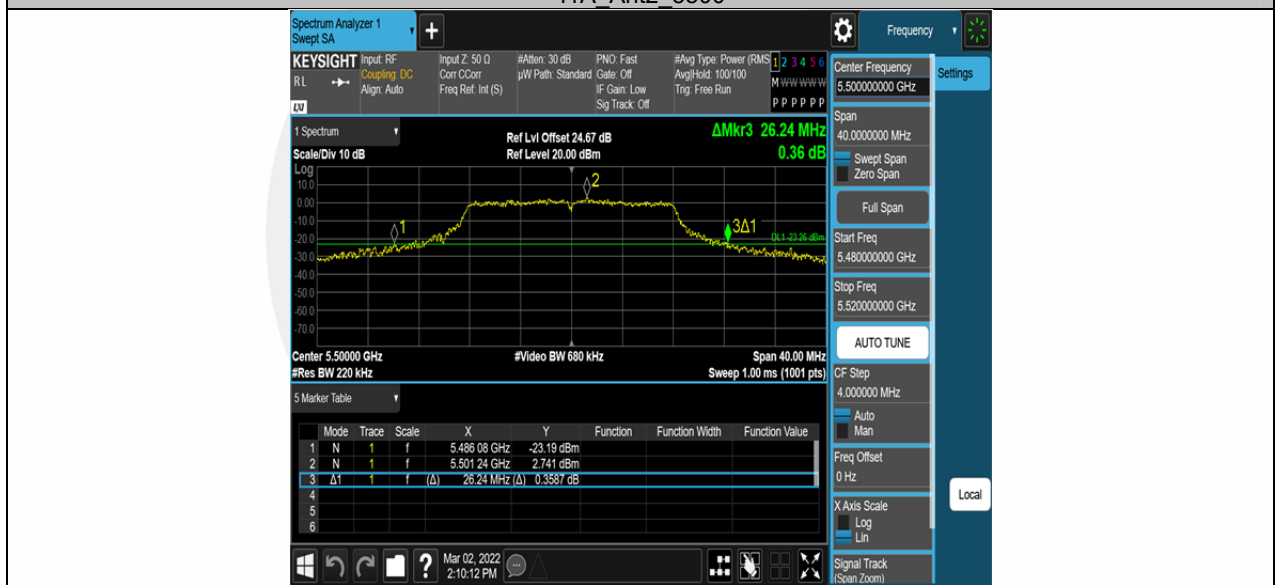 Spectrum Analyzer 1
Swept SA
+
Frequency
KEYSIGHT
RL
Input: RF
Coupling: DC
Align: Auto
Input Z: 50 Ω
Corr CCorr
Freq Ref: Int (S)
#Atten: 30 dB
µW Path: Standard
PNO: Fast
Gate: Off
IF Gain: Low
Sig Track: Off
#Avg Type: Power (RMS
Avg|Hold: 100/100
Trig: Free Run
1 2 3 4 5 6
M W W W W W
P P P P P P
LXI
1 Spectrum
Scale/Div 10 dB
Ref Lvl Offset 24.67 dB
Ref Level 20.00 dBm
ΔMkr3 26.24 MHz
0.36 dB
Log
10.0
0.00
-10.0
-20.0
-30.0
-40.0
-50.0
-60.0
-70.0
1
2
3Δ1
DL1 -23.26 dBm
Center 5.50000 GHz
#Video BW 680 kHz
Span 40.00 MHz
#Res BW 220 kHz
Sweep 1.00 ms (1001 pts)
5 Marker Table
Mode Trace Scale X Y Function Function Width Function Value
1 N 1 f 5.486 08 GHz -23.19 dBm
2 N 1 f 5.501 24 GHz 2.741 dBm
3 Δ1 1 f (Δ) 26.24 MHz (Δ) 0.3587 dB
4
5
6
?
Mar 02, 2022
2:10:12 PM
Center Frequency
5.500000000 GHz
Settings
Span
40.0000000 MHz
Swept Span
Zero Span
Full Span
Start Freq
5.480000000 GHz
Stop Freq
5.520000000 GHz
AUTO TUNE
CF Step
4.000000 MHz
Auto
Man
Freq Offset
0 Hz
Local
X Axis Scale
Log
Lin
Signal Track
(Span Zoom)